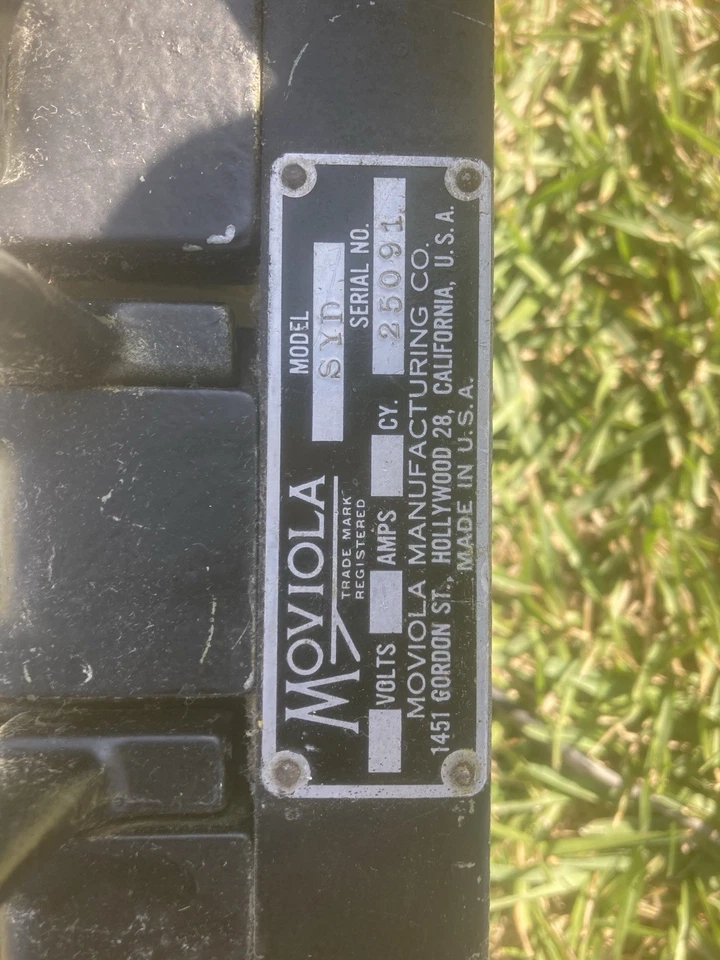 MOVIOLA
TRADE MARK
REGISTERED
MODEL
SYD
SERIAL NO.
VOLTS AMPS CY. 25091
MOVIOLA MANUFACTURING CO.
1451 GORDON ST., HOLLYWOOD 28, CALIFORNIA, U. S. A.
MADE IN U. S. A.